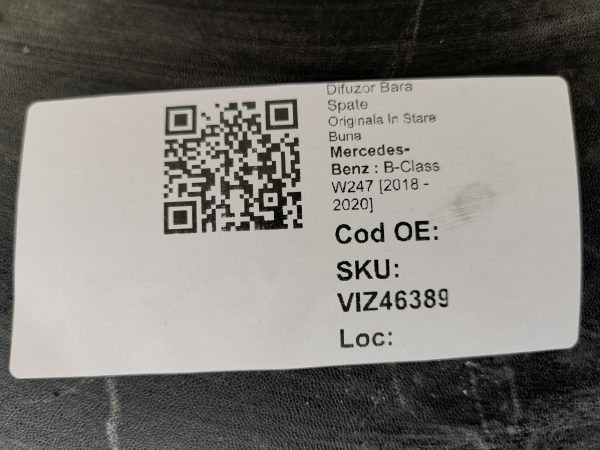 Difuzor Bara
Spate
Originala In Stare
Buna
Mercedes-
Benz : B-Class
W247 [2018 -
2020]
Cod OE:
SKU:
VIZ46389
Loc: